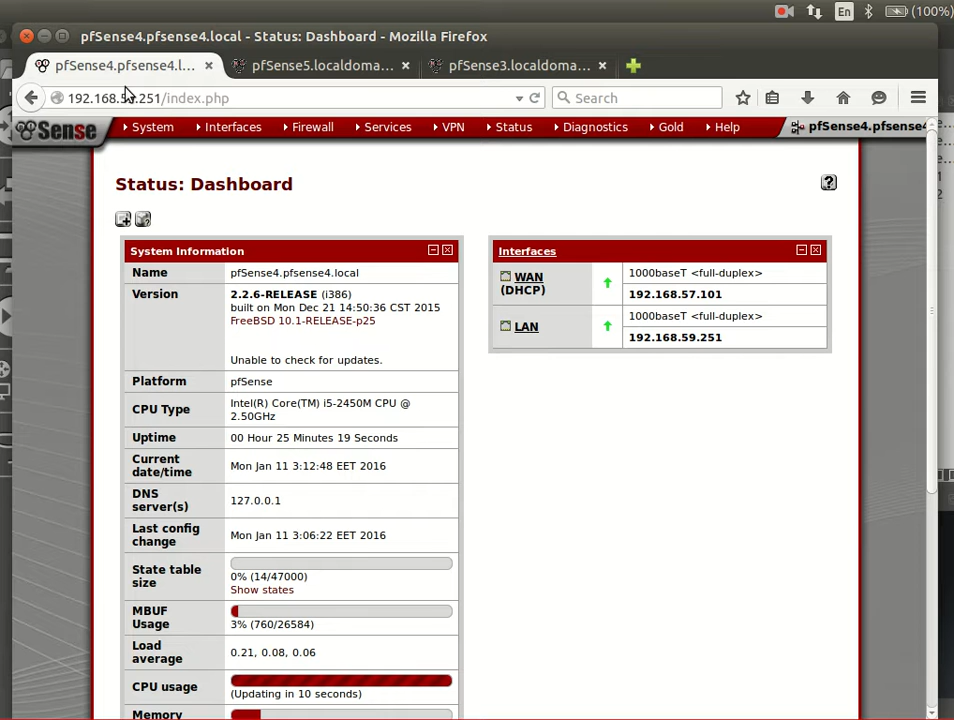 En
(100%)
pfSense4.pfsense4.local - Status: Dashboard - Mozilla Firefox
pfSense4.pfsense4.l...
pfSense5.localdoma...
pfSense3.localdoma...
.251/index.php
Search
Sense
System
Interfaces
Firewall
Services
VPN
Status
Diagnostics
Gold
Help
pfSense4.pfsense4
Status: Dashboard
System Information
Name
pfSense4.pfsense4.local
Version
2.2.6-RELEASE (i386)
built on Mon Dec 21 14:50:36 CST 2015
FreeBSD 10.1-RELEASE-p25
Unable to check for updates.
Platform
pfSense
CPU Type
Intel(R) Core(TM) i5-2450M CPU @
2.50GHz
Uptime
00 Hour 25 Minutes 19 Seconds
Current
date/time
Mon Jan 11 3:12:48 EET 2016
DNS
server(s)
127.0.0.1
Last config
change
Mon Jan 11 3:06:22 EET 2016
State table
size
0% (14/47000)
Show states
MBUF
Usage
3% (760/26584)
Load
average
0.21, 0.08, 0.06
CPU usage
(Updating in 10 seconds)
Memory
Interfaces
WAN
(DHCP)
1000baseT <full-duplex>
192.168.57.101
LAN
1000baseT <full-duplex>
192.168.59.251